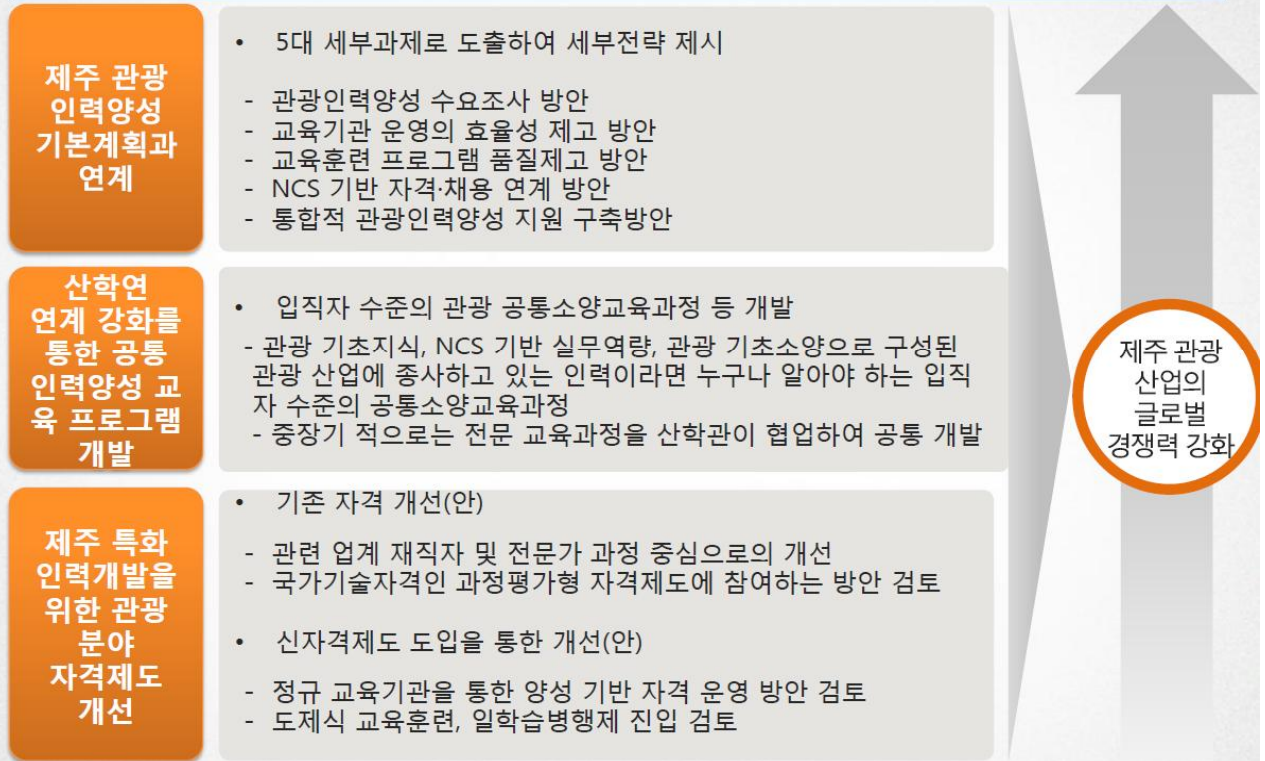 제주 관광
인력양성
기본계획과
연계
• 5대 세부과제로 도출하여 세부전략 제시
- 관광인력양성 수요조사 방안
- 교육기관 운영의 효율성 제고 방안
- 교육훈련 프로그램 품질제고 방안
- NCS 기반 자격·채용 연계 방안
- 통합적 관광인력양성 지원 구축방안
산학연
연계 강화를
통한 공통
인력양성 교
육 프로그램
개발
• 입직자 수준의 관광 공통소양교육과정 등 개발
- 관광 기초지식, NCS 기반 실무역량, 관광 기초소양으로 구성된
관광 산업에 종사하고 있는 인력이라면 누구나 알아야 하는 입직
자 수준의 공통소양교육과정
- 중장기 적으로는 전문 교육과정을 산학관이 협업하여 공통 개발
제주 특화
인력개발을
위한 관광
분야
자격제도
개선
• 기존 자격 개선(안)
- 관련 업계 재직자 및 전문가 과정 중심으로의 개선
- 국가기술자격인 과정평가형 자격제도에 참여하는 방안 검토
• 신자격제도 도입을 통한 개선(안)
- 정규 교육기관을 통한 양성 기반 자격 운영 방안 검토
- 도제식 교육훈련, 일학습병행제 진입 검토
제주 관광
산업의
글로벌
경쟁력 강화